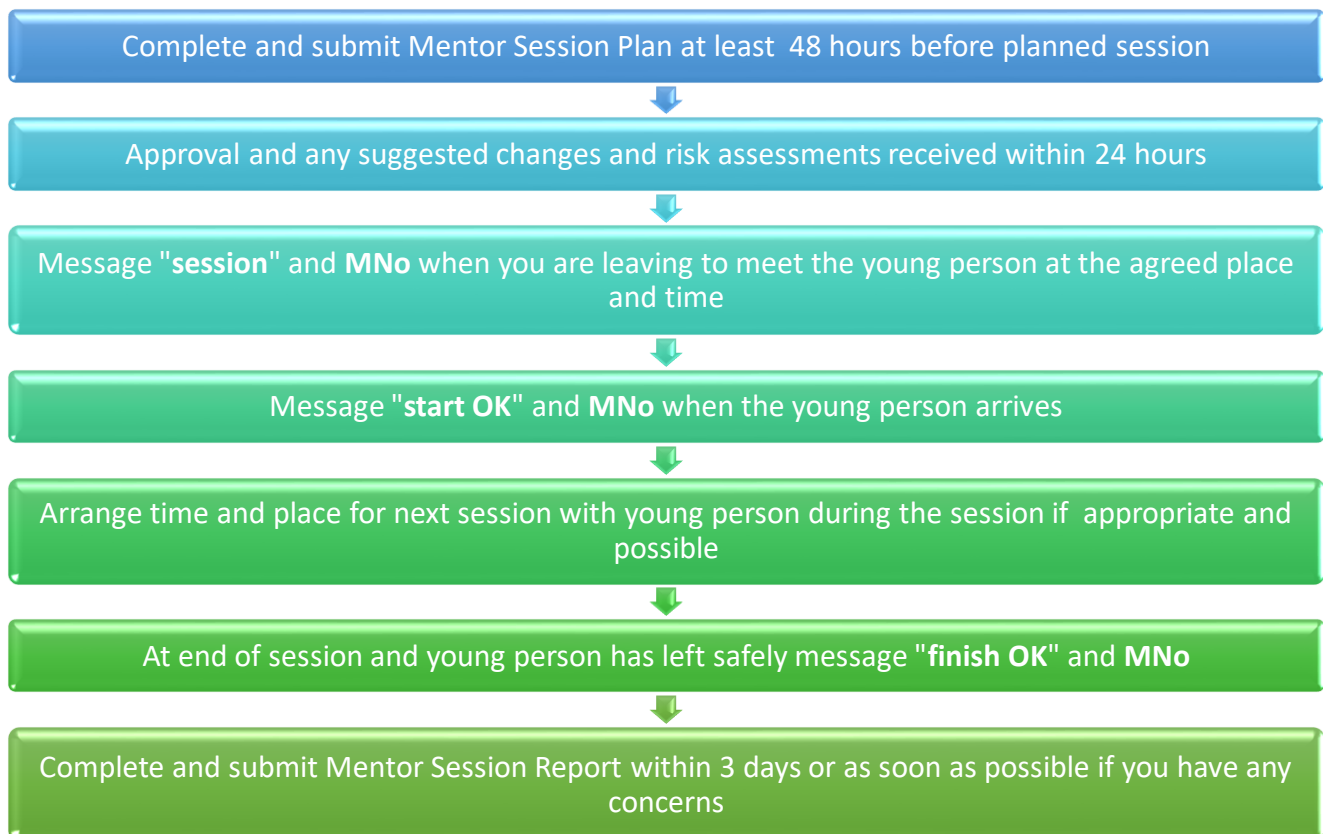 Complete and submit Mentor Session Plan at least  48 hours before planned session
Approval and any suggested changes and risk assessments received within 24 hours
Message "session" and MNo when you are leaving to meet the young person at the agreed place
and time
Message "start OK" and MNo when the young person arrives
Arrange time and place for next session with young person during the session if  appropriate and
possible
At end of session and young person has left safely message "finish OK" and MNo
Complete and submit Mentor Session Report within 3 days or as soon as possible if you have any
concerns